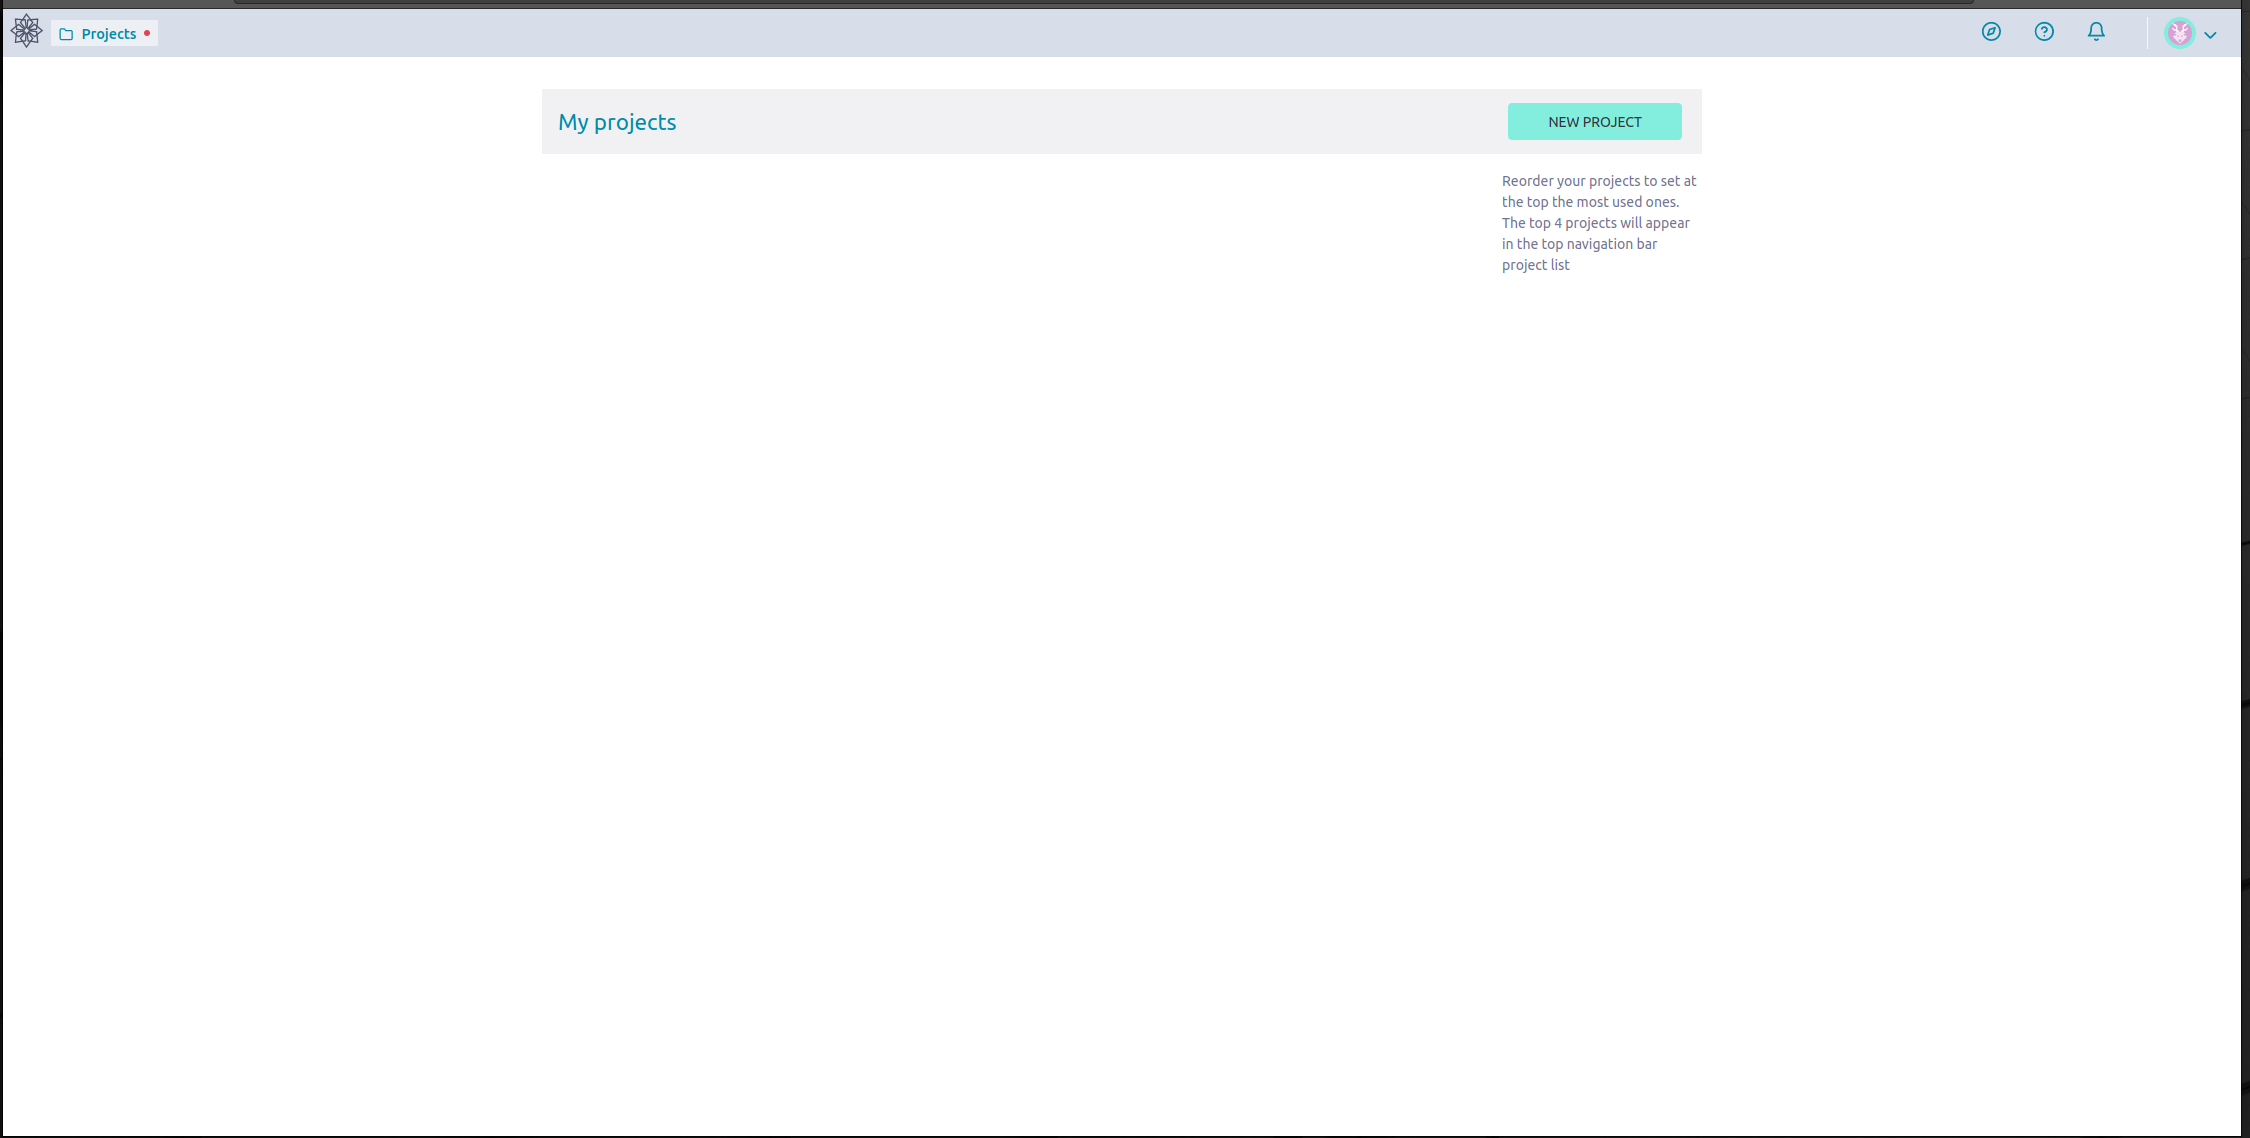 Projects
My projects
NEW PROJECT
Reorder your projects to set at
the top the most used ones.
The top 4 projects will appear
in the top navigation bar
project list